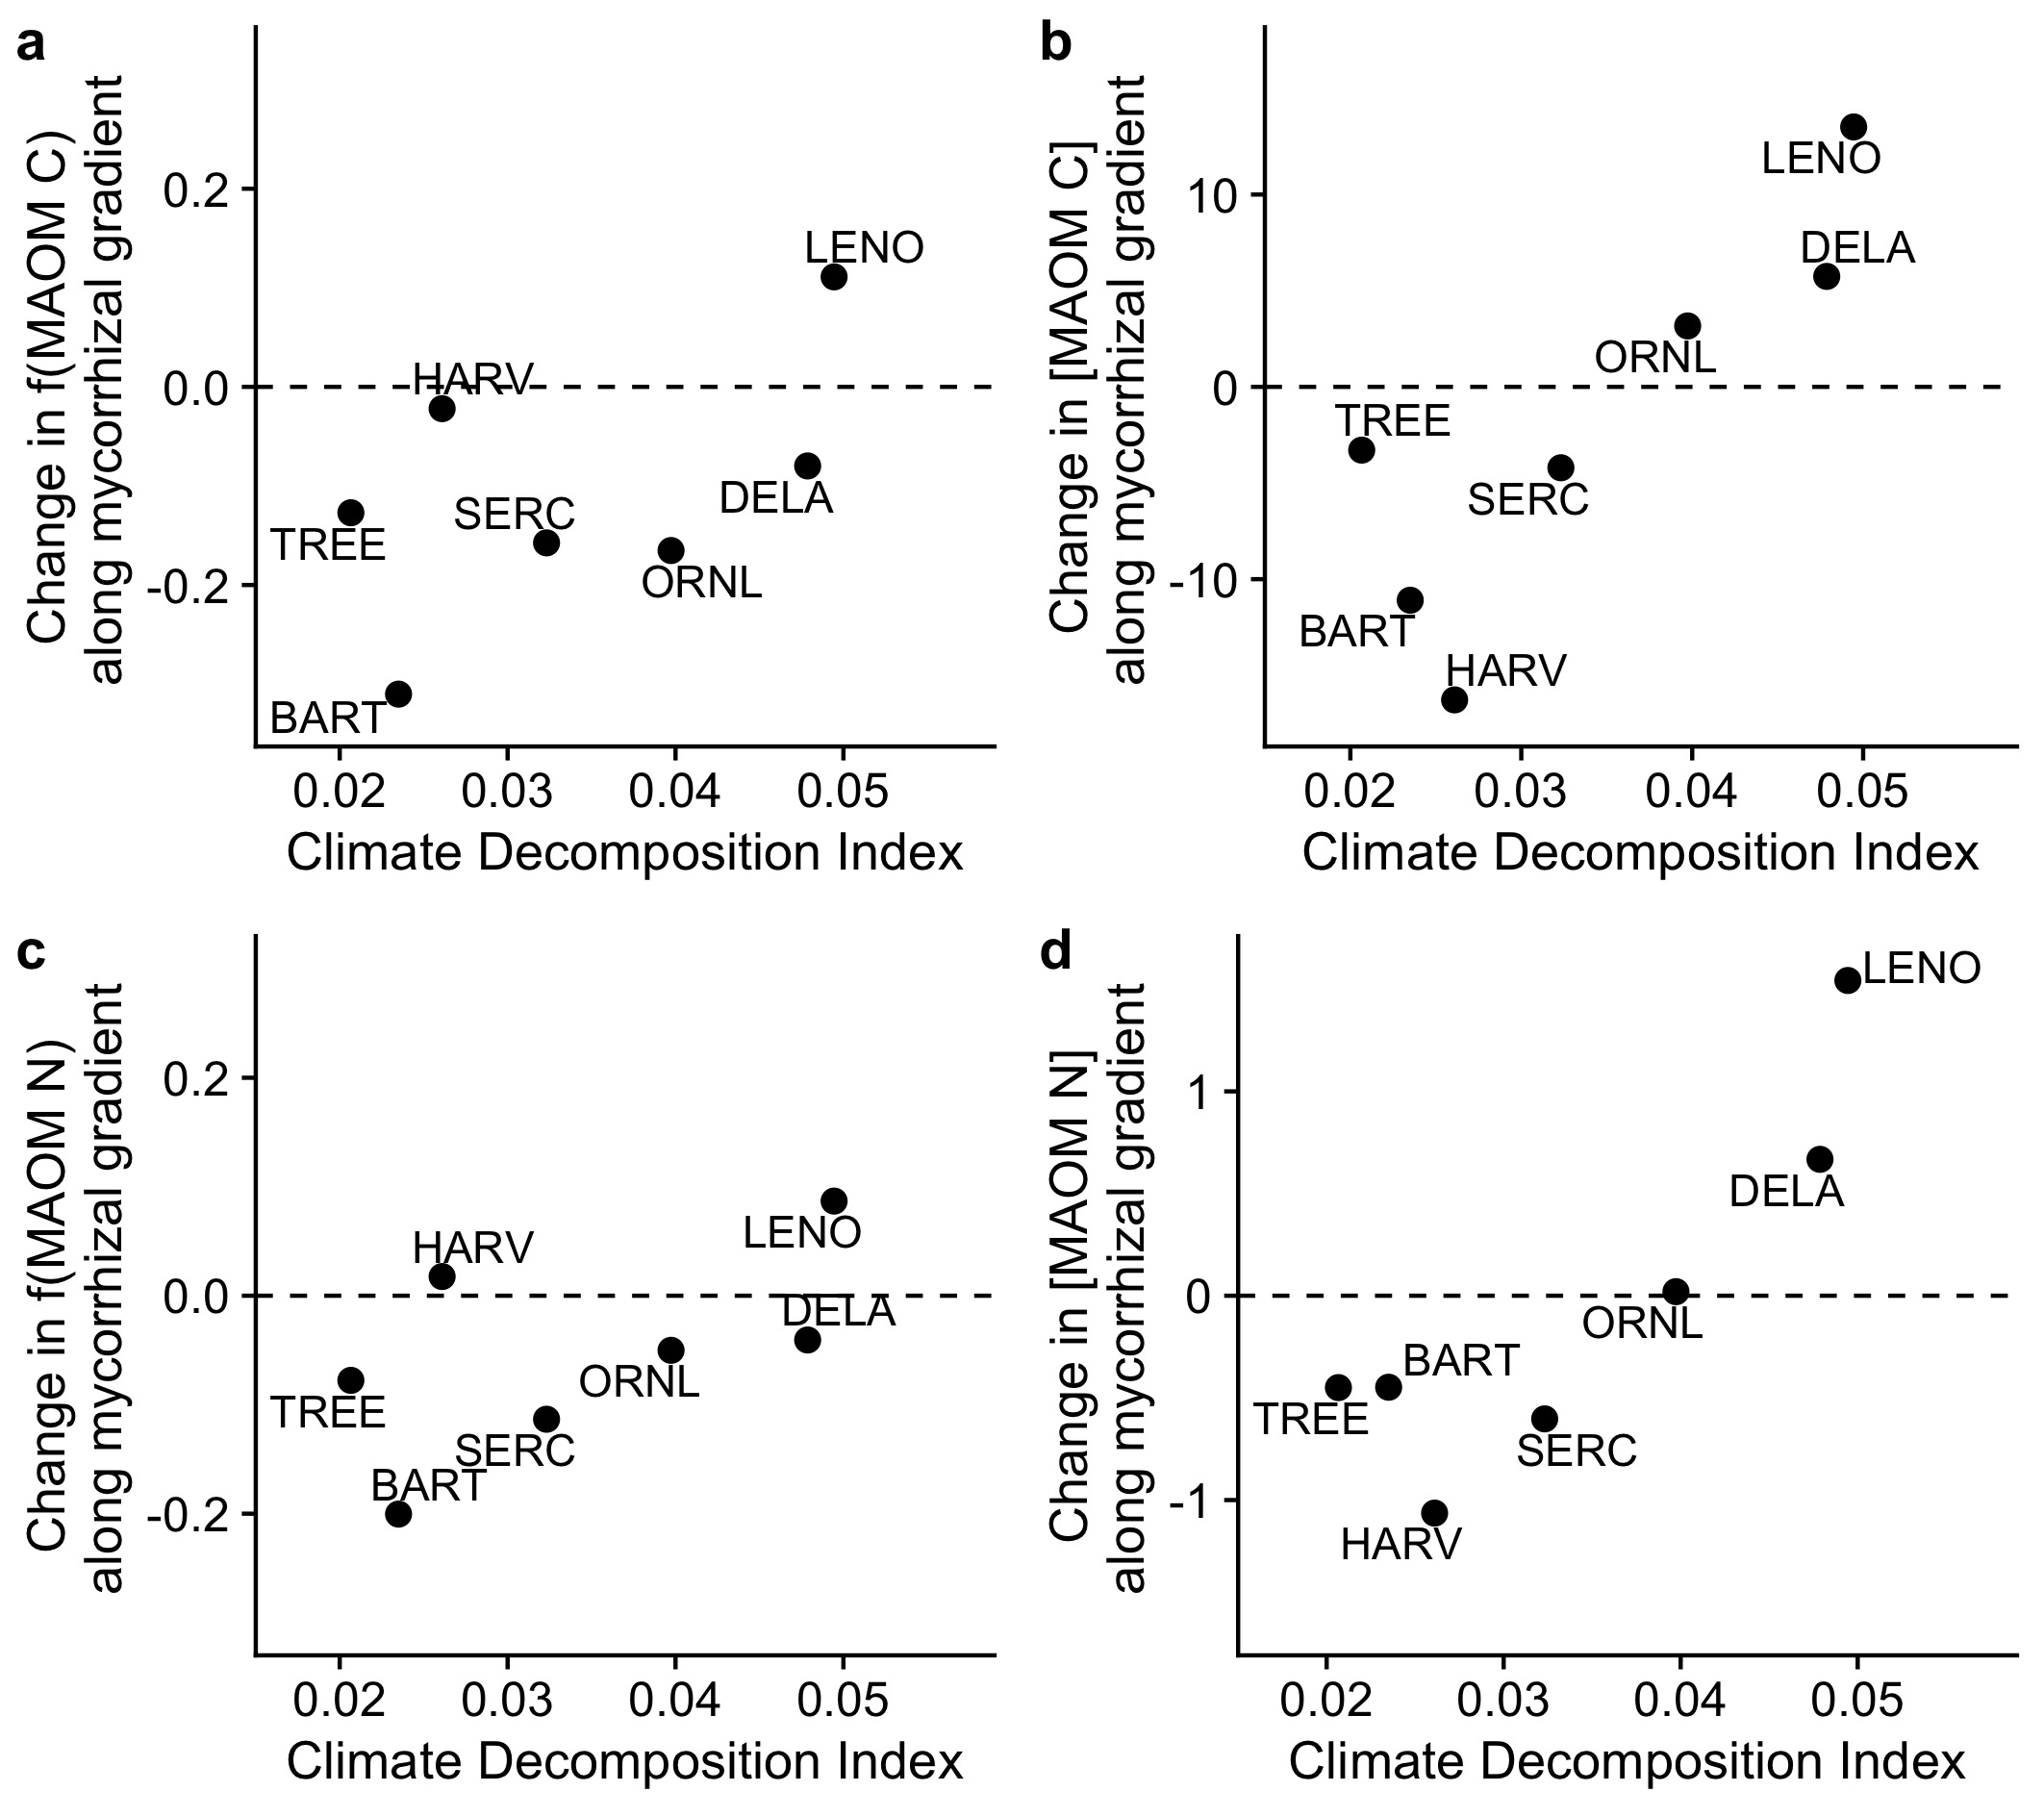 a
Change in f(MAOM C)
along mycorrhizal gradient
0.2
0.0
-0.2
LENO
HARV
DELA
SERC
TREE
ORNL
BART
0.02 0.03 0.04 0.05
Climate Decomposition Index
b
Change in [MAOM C]
along mycorrhizal gradient
10
0
-10
LENO
DELA
ORNL
TREE
SERC
BART
HARV
0.02 0.03 0.04 0.05
Climate Decomposition Index
c
Change in f(MAOM N)
along mycorrhizal gradient
0.2
0.0
-0.2
LENO
HARV
DELA
ORNL
TREE
SERC
BART
0.02 0.03 0.04 0.05
Climate Decomposition Index
d
Change in [MAOM N]
along mycorrhizal gradient
1
0
-1
LENO
DELA
ORNL
BART
TREE
SERC
HARV
0.02 0.03 0.04 0.05
Climate Decomposition Index